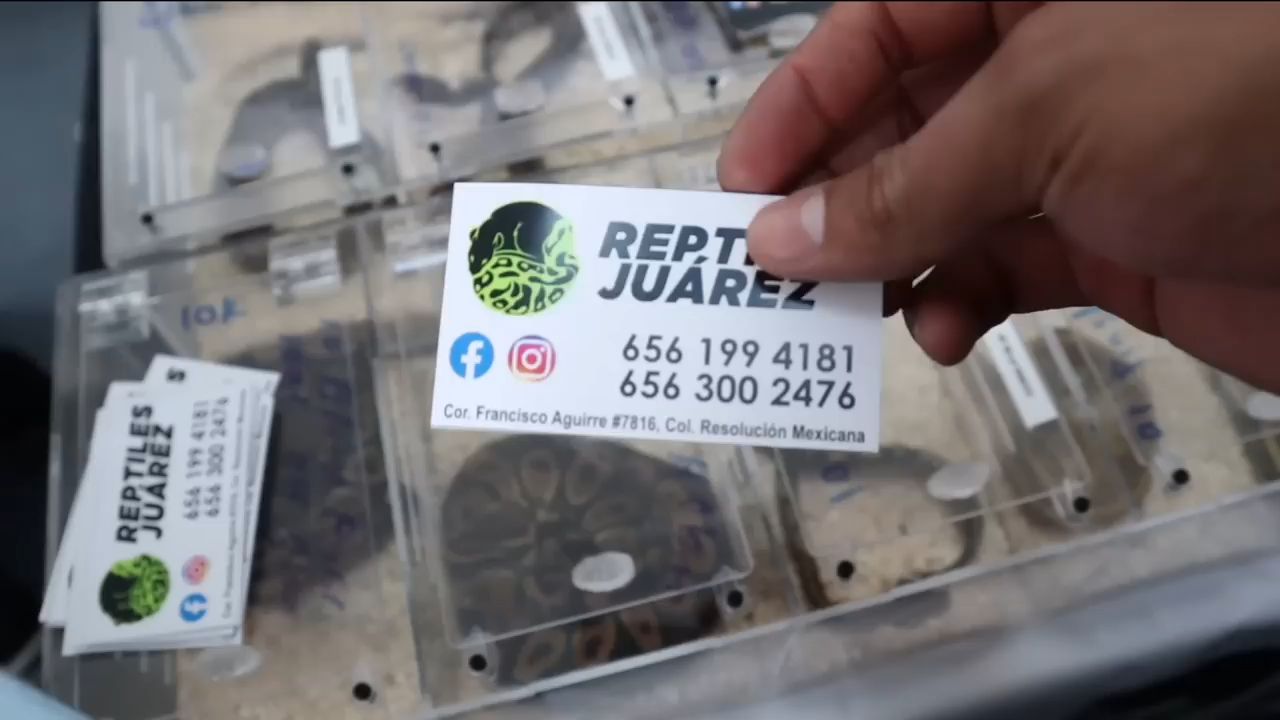 REPTI
JUÁREZ
656 199 4181
656 300 2476
Cor. Francisco Aguirre #7816, Col. Resolución Mexicana
REPTILES
JUÁREZ
656 199 4181
656 300 2476